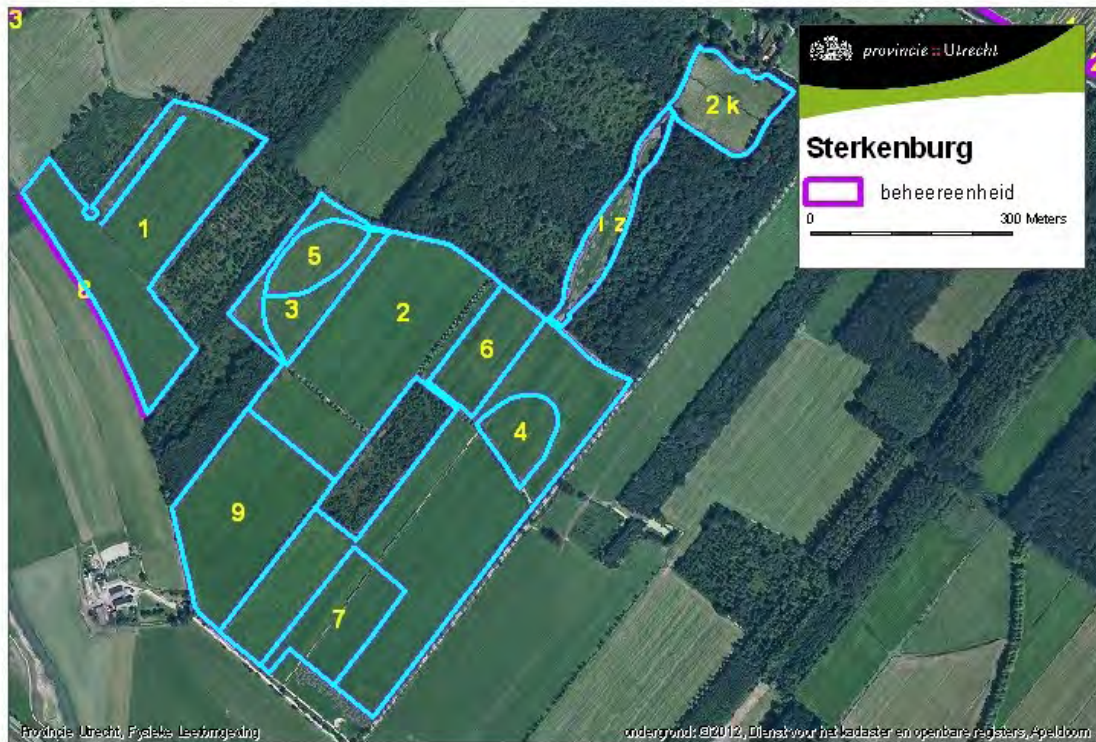 3
provincie :: Utrecht
2 k
Sterkenburg
beheereenheid
0 300 Meters
1
l z
5
8
3
2
6
4
9
7
Provincie Utrecht, Fysieke Leefomgeving
ondergrond: ©2012, Dienst voor het kadaster en openbare registers, Apeldoorn